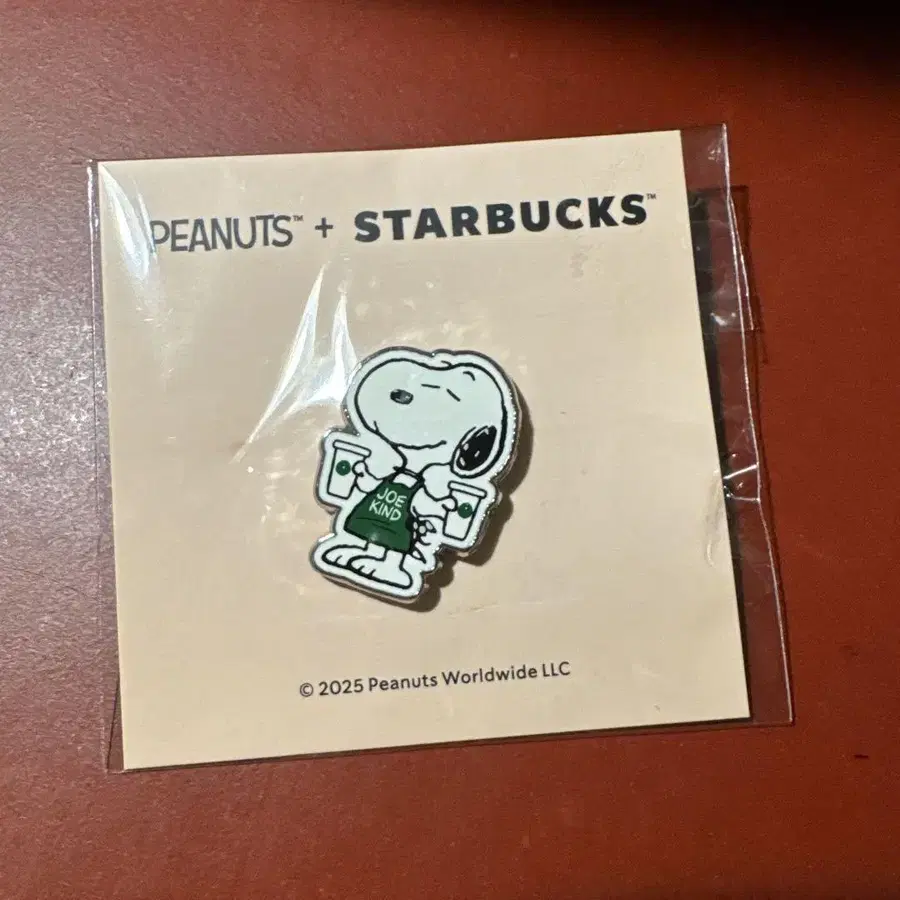 PEANUTS™ + STARBUCKS™
JOE
KIND
© 2025 Peanuts Worldwide LLC